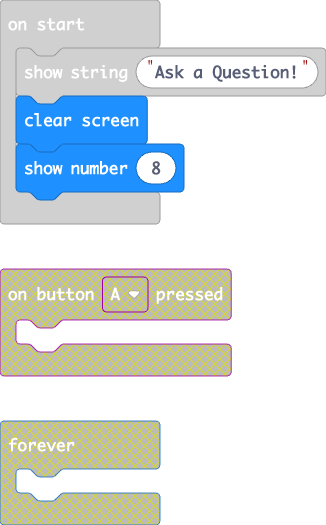 on start
show string "Ask a Question!"
clear screen
show number 8
on button A pressed
forever